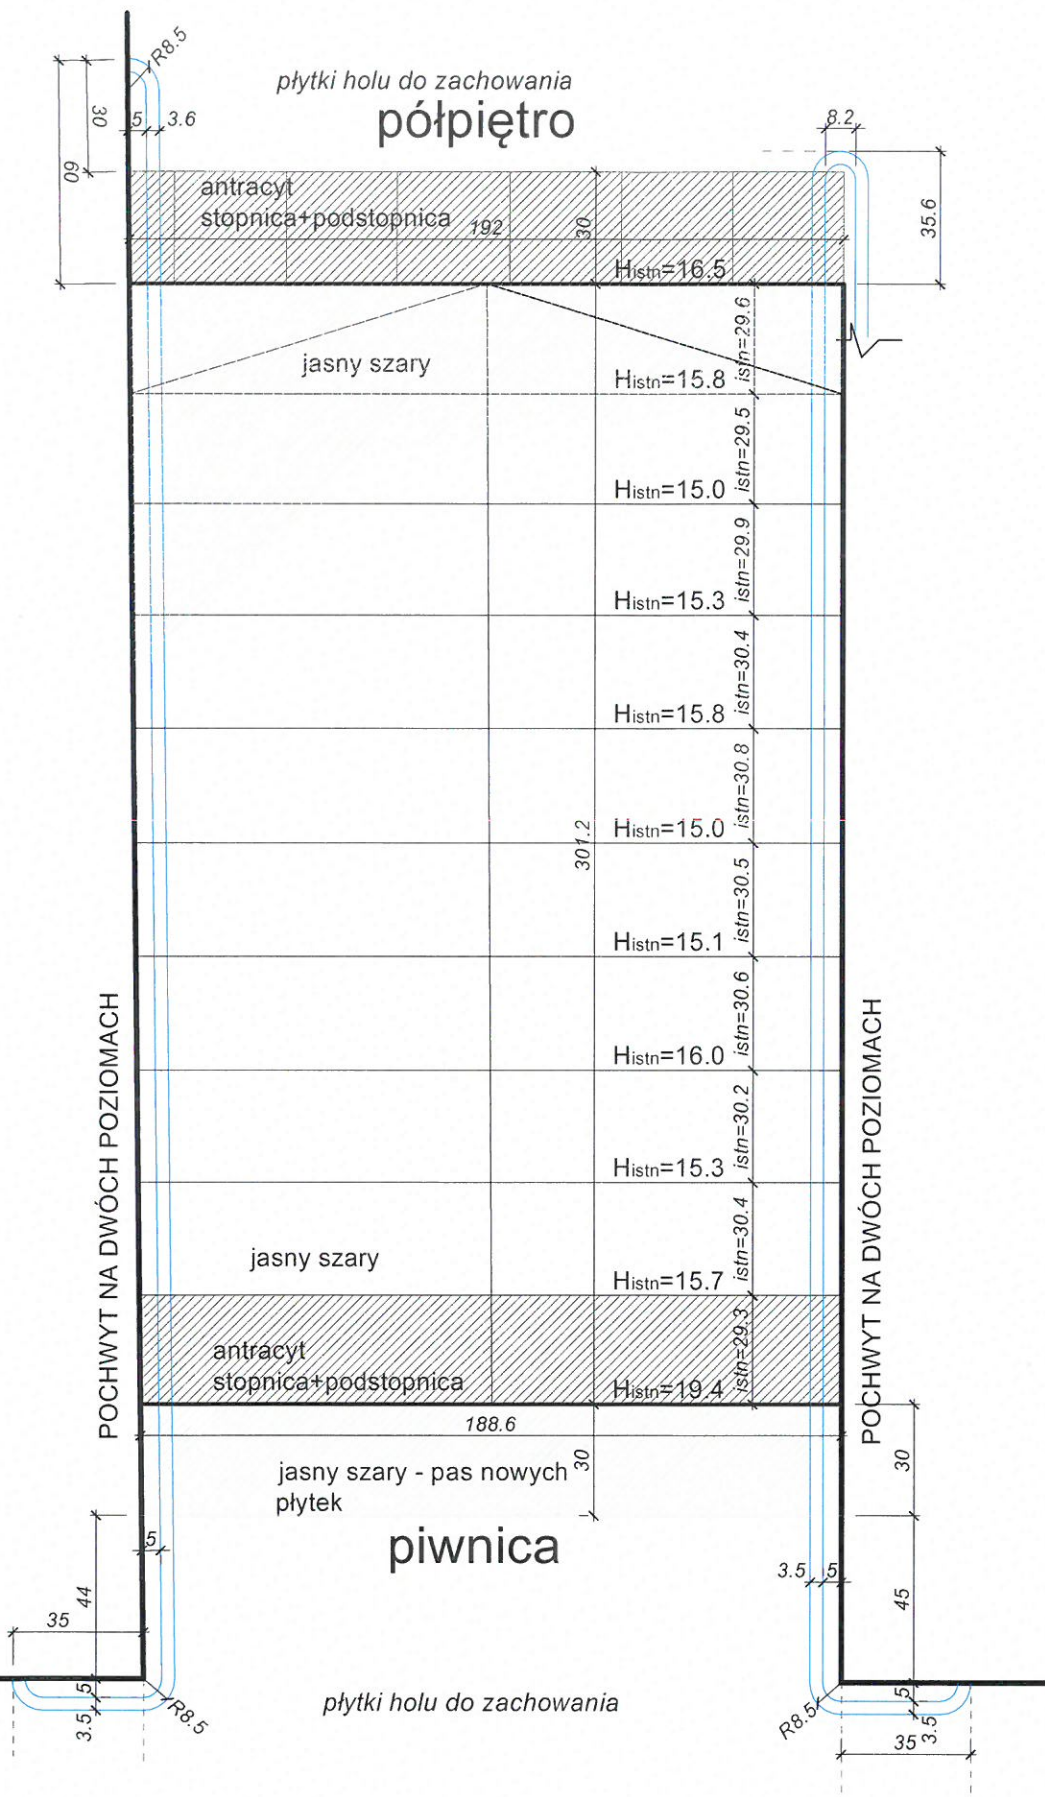 R8.5
płytki holu do zachowania
półpiętro
30
60
5
3.6
8.2
35.6
antracyt
stopnica+podstopnica
192
30
Histn=16.5
istn=29.6
jasny szary
Histn=15.8
istn=29.5
Histn=15.0
istn=29.9
Histn=15.3
istn=30.4
Histn=15.8
istn=30.8
301.2
Histn=15.0
istn=30.5
Histn=15.1
istn=30.6
Histn=16.0
istn=30.2
Histn=15.3
istn=30.4
POCHWYT NA DWÓCH POZIOMACH
POCHWYT NA DWÓCH POZIOMACH
jasny szary
Histn=15.7
istn=29.3
antracyt
stopnica+podstopnica
Histn=19.4
188.6
jasny szary - pas nowych
płytek
30
30
piwnica
5
3.5
5
44
45
35
5
3.5
R8.5
płytki holu do zachowania
R8.5
5
3.5
35